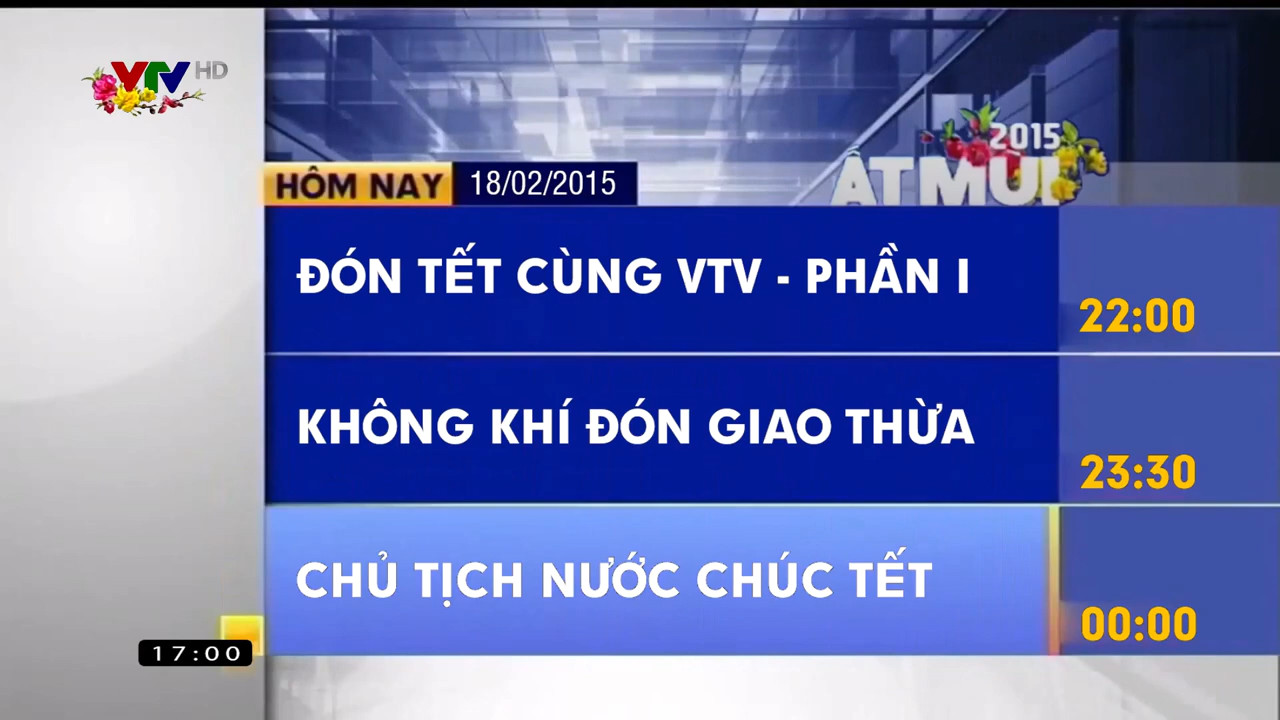 VTV HD
2015
ẤT MÙI
HÔM NAY 18/02/2015
ĐÓN TẾT CÙNG VTV - PHẦN I
22:00
KHÔNG KHÍ ĐÓN GIAO THỪA
23:30
CHỦ TỊCH NƯỚC CHÚC TẾT
00:00
17:00